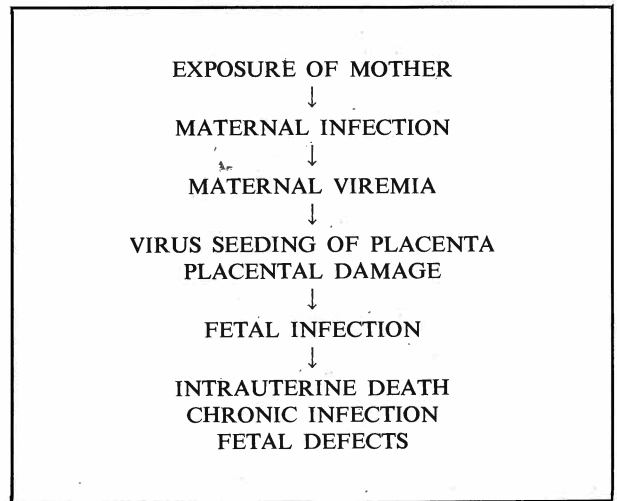 EXPOSURE OF MOTHER
↓
MATERNAL INFECTION
↓
MATERNAL VIREMIA
↓
VIRUS SEEDING OF PLACENTA
PLACENTAL DAMAGE
↓
FETAL INFECTION
↓
INTRAUTERINE DEATH
CHRONIC INFECTION
FETAL DEFECTS